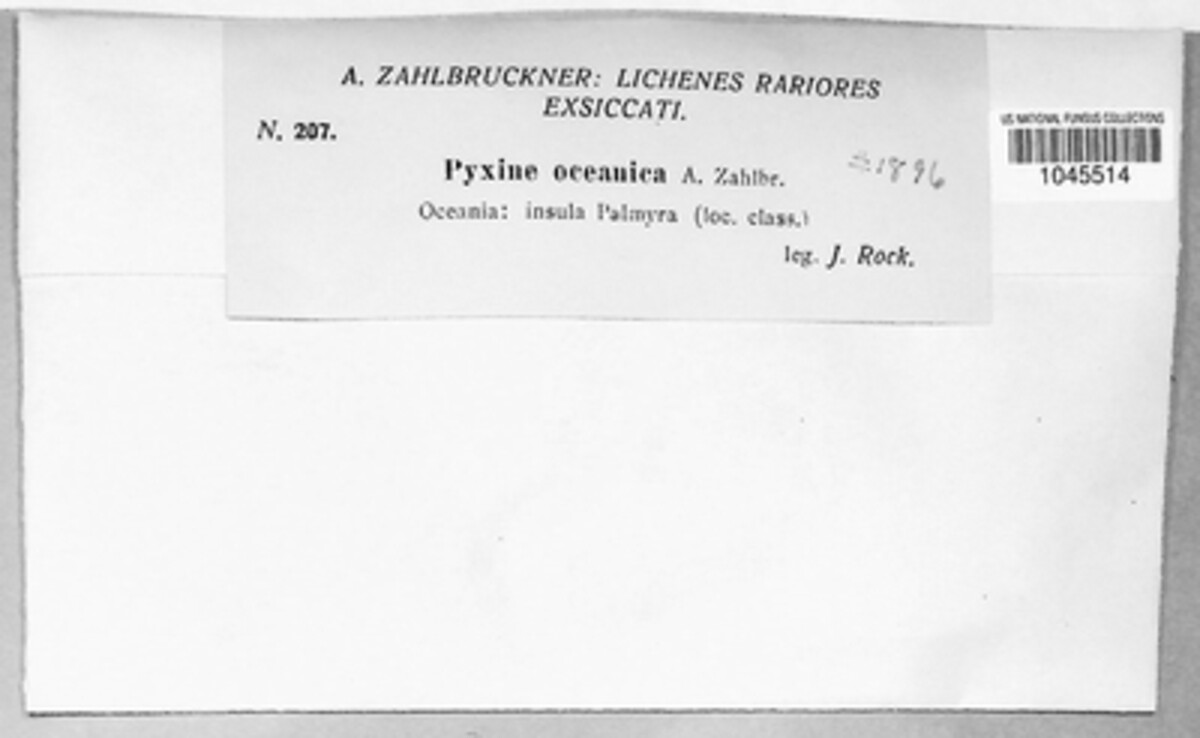 A. ZAHLBRUCKNER: LICHENES RARIORES
EXSICCATI.
N. 207.
Pyxine oceanica A. Zahlbr.
1896
Oceania: insula Palmyra (loc. class.)
leg. J. Rock.
US NATIONAL FUNGUS COLLECTIONS
1045514